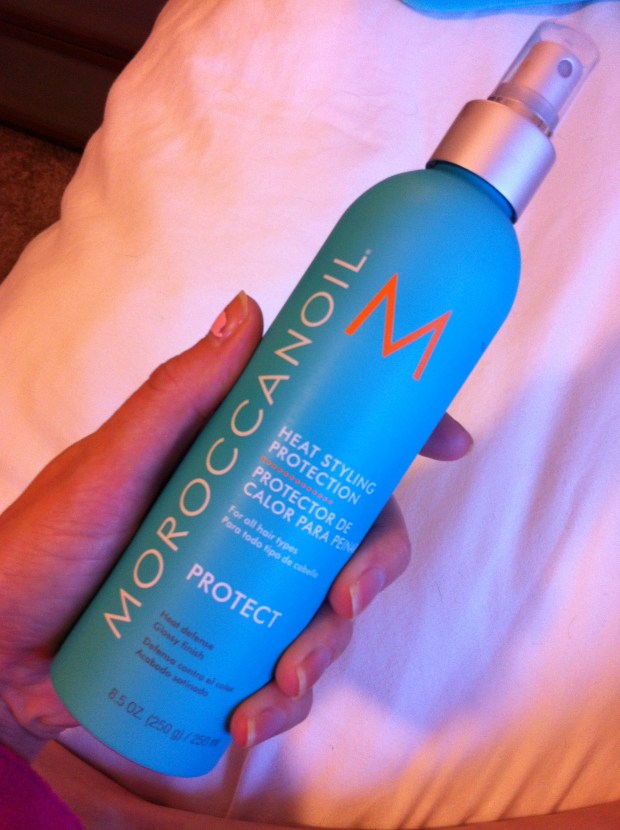 MOROCCANOIL®
M
HEAT STYLING
PROTECTION
PROTECTOR DE
CALOR PARA PEINA
For all hair types
Para todo tipo de cabello
PROTECT
Heat defense
Glossy finish
Defensa contra el calor
Acabado satinado
8.5 OZ. (250 g) / 250 ml